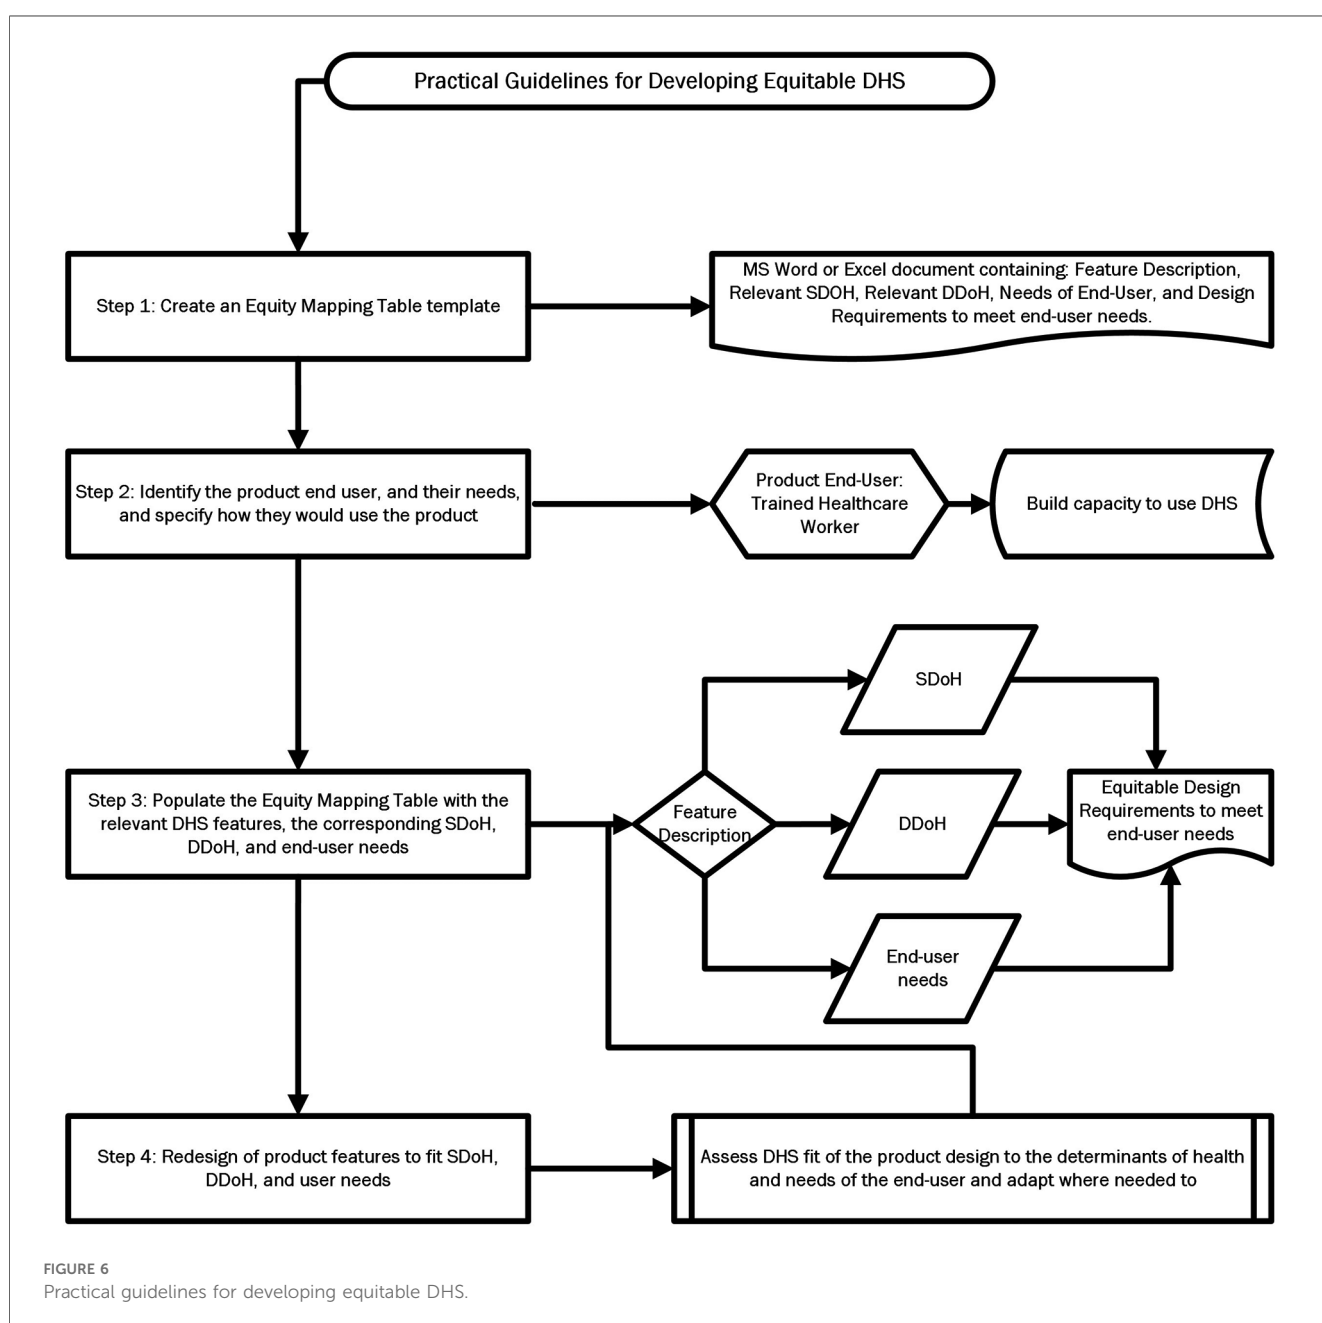 Practical Guidelines for Developing Equitable DHS
Step 1: Create an Equity Mapping Table template
MS Word or Excel document containing: Feature Description,
Relevant SDOH, Relevant DDoH, Needs of End-User, and Design
Requirements to meet end-user needs.
Step 2: Identify the product end user, and their needs,
and specify how they would use the product
Product End-User:
Trained Healthcare
Worker
Build capacity to use DHS
SDoH
Step 3: Populate the Equity Mapping Table with the
relevant DHS features, the corresponding SDoH,
DDoH, and end-user needs
Feature
Description
DDoH
Equitable Design
Requirements to meet
end-user needs
End-user
needs
Step 4: Redesign of product features to fit SDoH,
DDoH, and user needs
Assess DHS fit of the product design to the determinants of health
and needs of the end-user and adapt where needed to
FIGURE 6
Practical guidelines for developing equitable DHS.